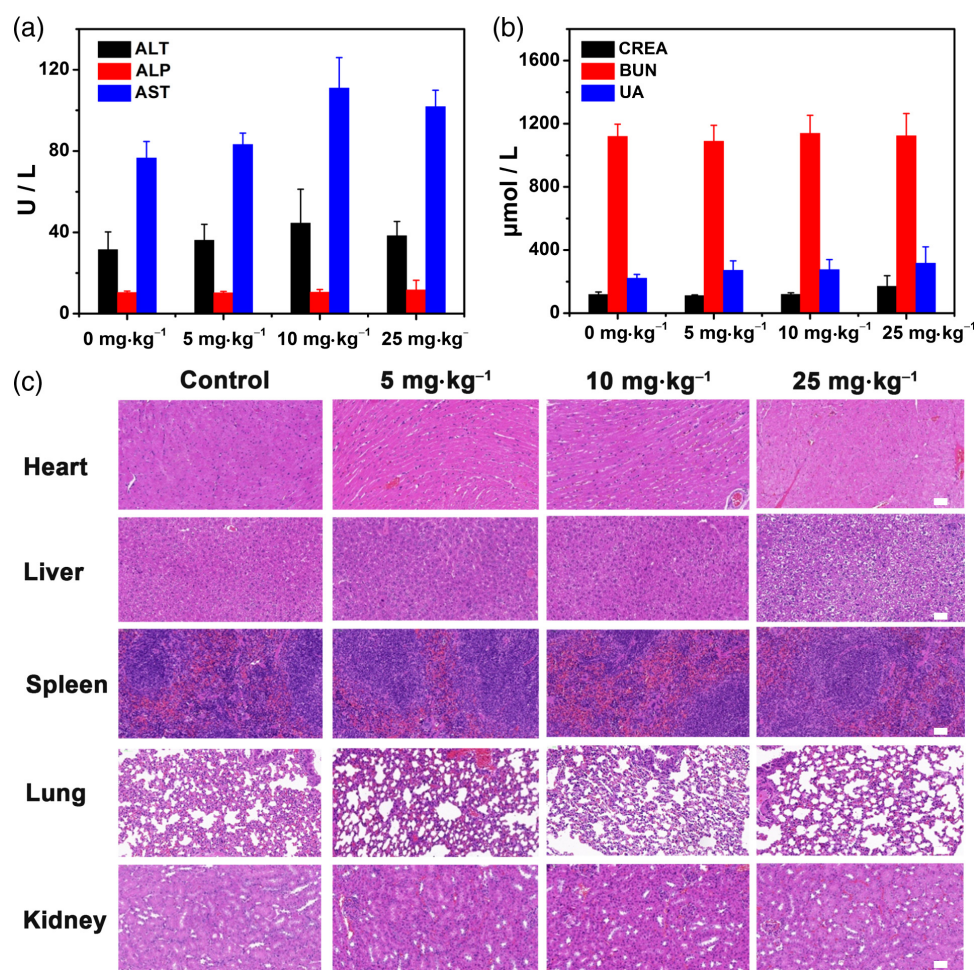 (a)
ALT
ALP
AST
120
80
40
0
U / L
0 mg·kg⁻¹ 5 mg·kg⁻¹ 10 mg·kg⁻¹ 25 mg·kg⁻
(b)
CREA
BUN
UA
1600
1200
800
400
0
μmol / L
0 mg·kg⁻¹ 5 mg·kg⁻¹ 10 mg·kg⁻¹ 25 mg·kg⁻¹
(c)
Control 5 mg·kg⁻¹ 10 mg·kg⁻¹ 25 mg·kg⁻¹
Heart
Liver
Spleen
Lung
Kidney